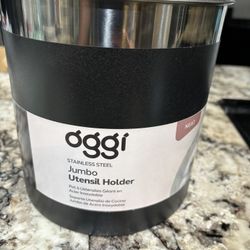 oggi
STAINLESS STEEL
Jumbo
Utensil Holder
Pot à Ustensiles Géant en
Acier Inoxydable
Soporte Utensilio de Cocina
Jumbo de Acero Inoxidable